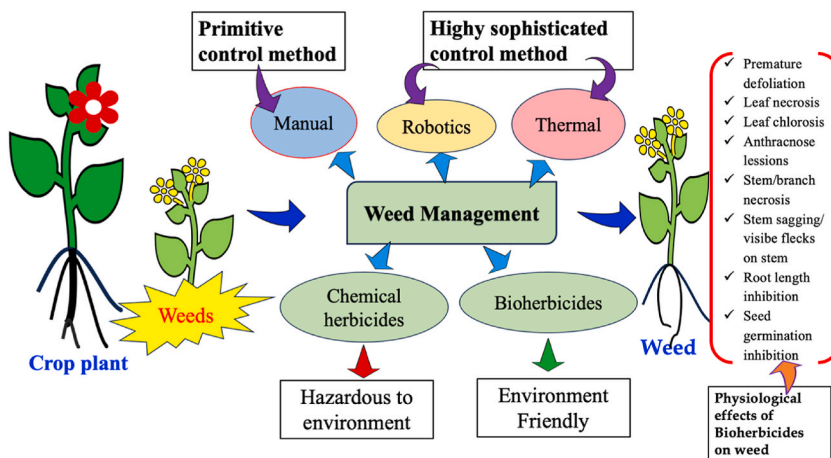 Primitive
control method
Highy sophisticated
control method
Manual
Robotics
Thermal
Weed Management
Chemical
herbicides
Bioherbicides
Hazardous to
environment
Environment
Friendly
Weeds
Crop plant
Weed
✓ Premature
defoliation
✓ Leaf necrosis
✓ Leaf chlorosis
✓ Anthracnose
lessions
✓ Stem/branch
necrosis
✓ Stem sagging/
visibe flecks
on stem
✓ Root length
inhibition
✓ Seed
germination
inhibition
Physiological
effects of
Bioherbicides
on weed